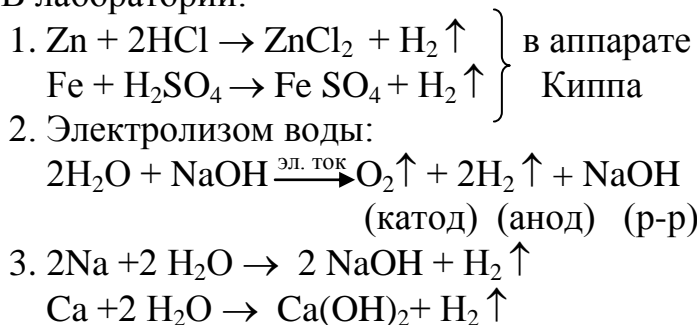 В лаборатории:
1. Zn + 2HCl → ZnCl₂ + H₂ ↑ } в аппарате
Fe + H₂SO₄ → Fe SO₄ + H₂ ↑ } Киппа
2. Электролизом воды:
2H₂O + NaOH эл. ток → O₂↑ + 2H₂ ↑ + NaOH
(катод) (анод) (р-р)
3. 2Na +2 H₂O → 2 NaOH + H₂ ↑
Ca +2 H₂O → Ca(OH)₂+ H₂ ↑